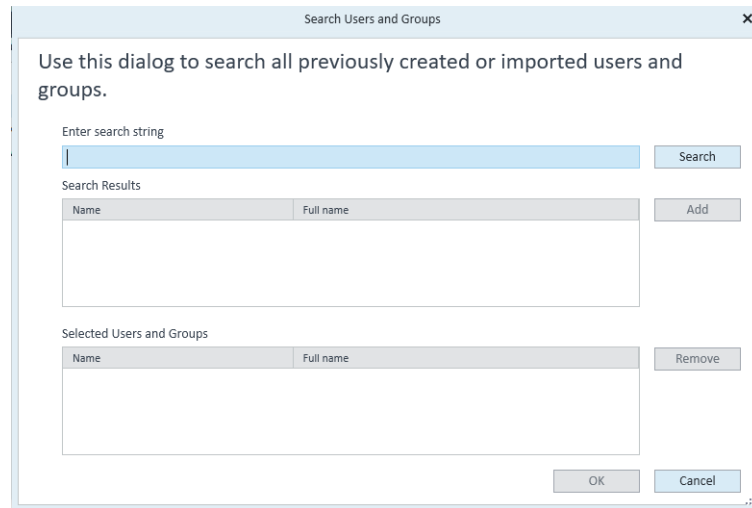 Search Users and Groups
Use this dialog to search all previously created or imported users and
groups.
Enter search string
Search
Search Results
Name Full name
Add
Selected Users and Groups
Name Full name
Remove
OK Cancel